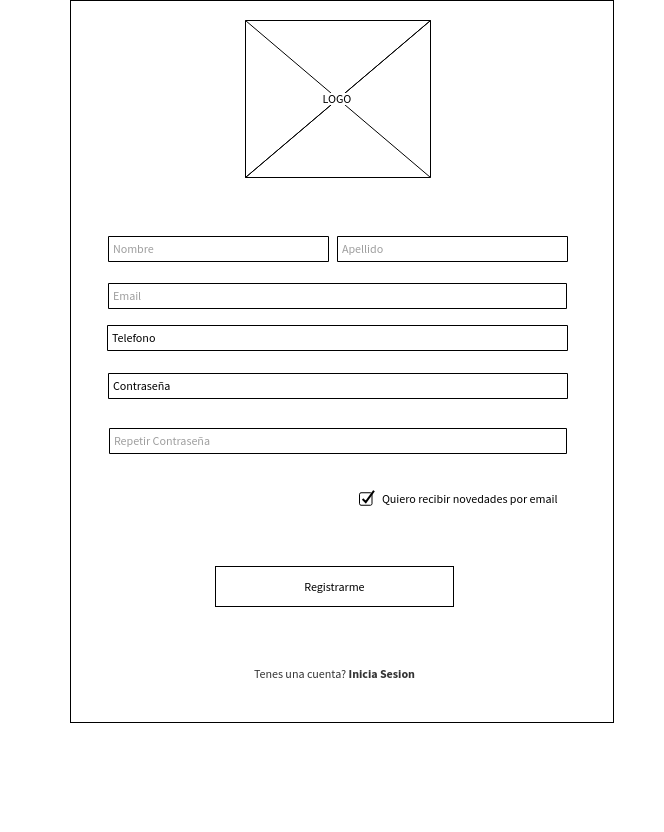 LOGO
Nombre Apellido
Email
Telefono
Contraseña
Repetir Contraseña
Quiero recibir novedades por email
Registrarme
Tenes una cuenta? Inicia Sesion